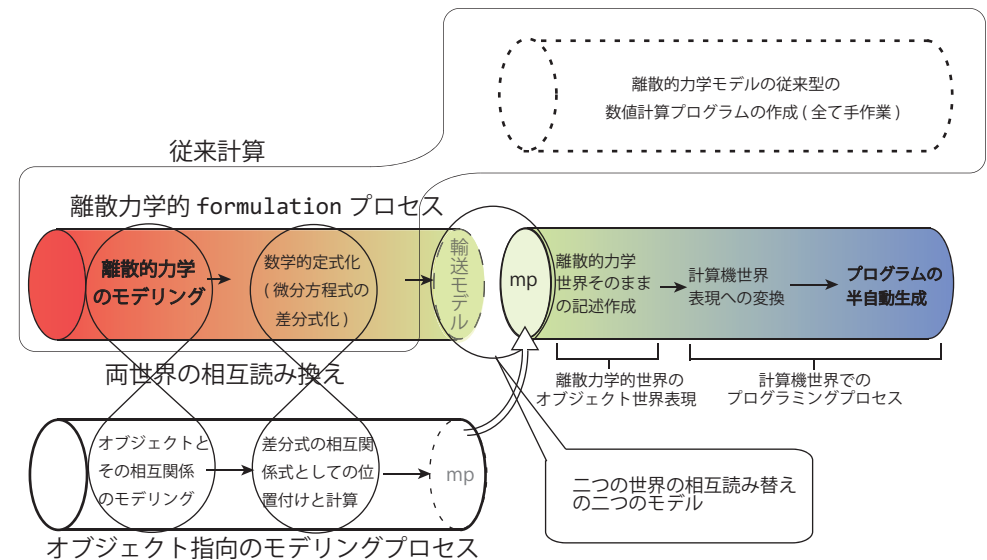 離散的力学モデルの従来型の
数値計算プログラムの作成 ( 全て手作業 )
従来計算
離散力学的 formulation プロセス
離散的力学
のモデリング
数学的定式化
( 微分方程式の
差分式化 )
輸送モデル
mp
離散的力学
世界そのまま
の記述作成
計算機世界
表現への変換
プログラムの
半自動生成
両世界の相互読み換え
離散力学的世界の
オブジェクト世界表現
計算機世界での
プログラミングプロセス
オブジェクトと
その相互関係
のモデリング
差分式の相互関
係式としての位
置付けと計算
mp
二つの世界の相互読み替え
の二つのモデル
オブジェクト指向のモデリングプロセス